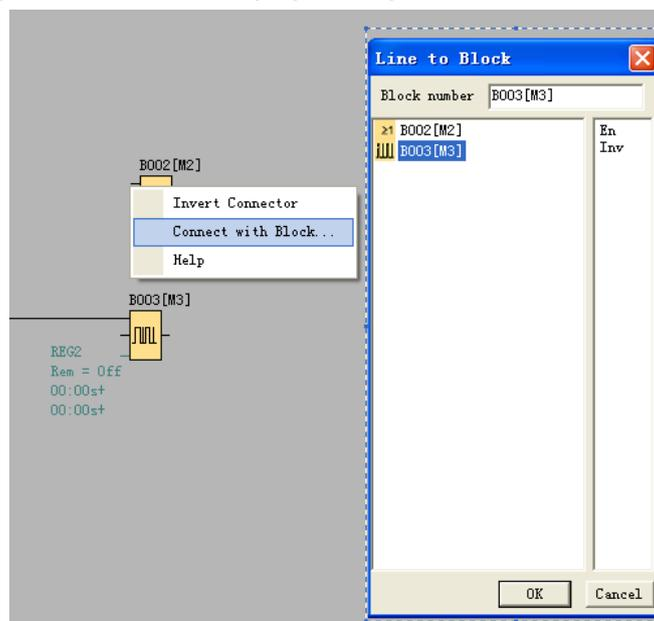 Line to Block
Block number B003[M3]
≥1 B002[M2]
B003[M3]
En
Inv
B002[M2]
Invert Connector
Connect with Block...
Help
B003[M3]
REG2
Rem = Off
00:00s+
00:00s+
OK
Cancel